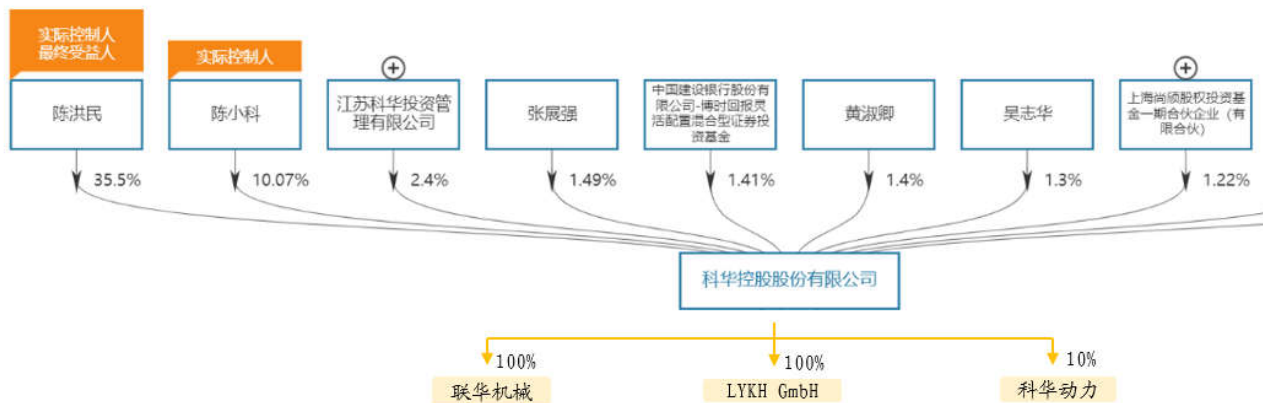 实际控制人
最终受益人
实际控制人
陈洪民
陈小科
江苏科华投资管
理有限公司
张展强
中国建设银行股份有
限公司-博时回报灵
活配置混合型证券投
资基金
黄淑卿
吴志华
上海尚颀股权投资基
金一期合伙企业（有
限合伙）
35.5%
10.07%
2.4%
1.49%
1.41%
1.4%
1.3%
1.22%
科华控股股份有限公司
100%
100%
10%
联华机械
LYKH GmbH
科华动力